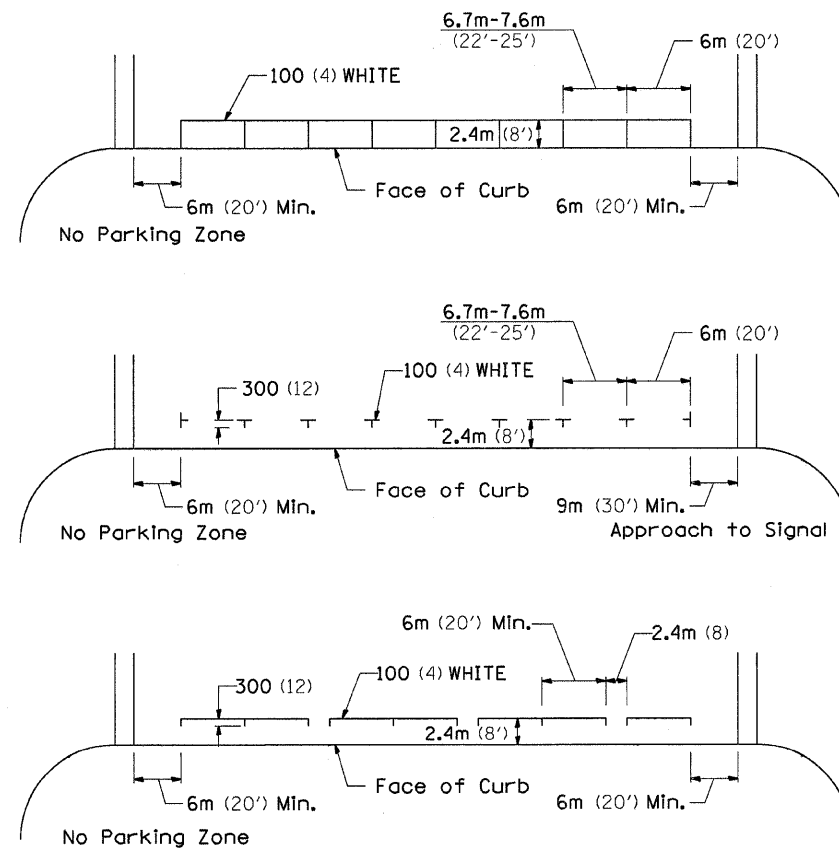 6.7m-7.6m
(22'-25')
6m (20')
100 (4) WHITE
2.4m (8')
Face of Curb
6m (20') Min.
6m (20') Min.
No Parking Zone
6.7m-7.6m
(22'-25')
6m (20')
300 (12)
100 (4) WHITE
2.4m (8')
Face of Curb
6m (20') Min.
9m (30') Min.
No Parking Zone
Approach to Signal
6m (20') Min.
2.4m (8)
300 (12)
100 (4) WHITE
2.4m (8')
Face of Curb
6m (20') Min.
6m (20') Min.
No Parking Zone